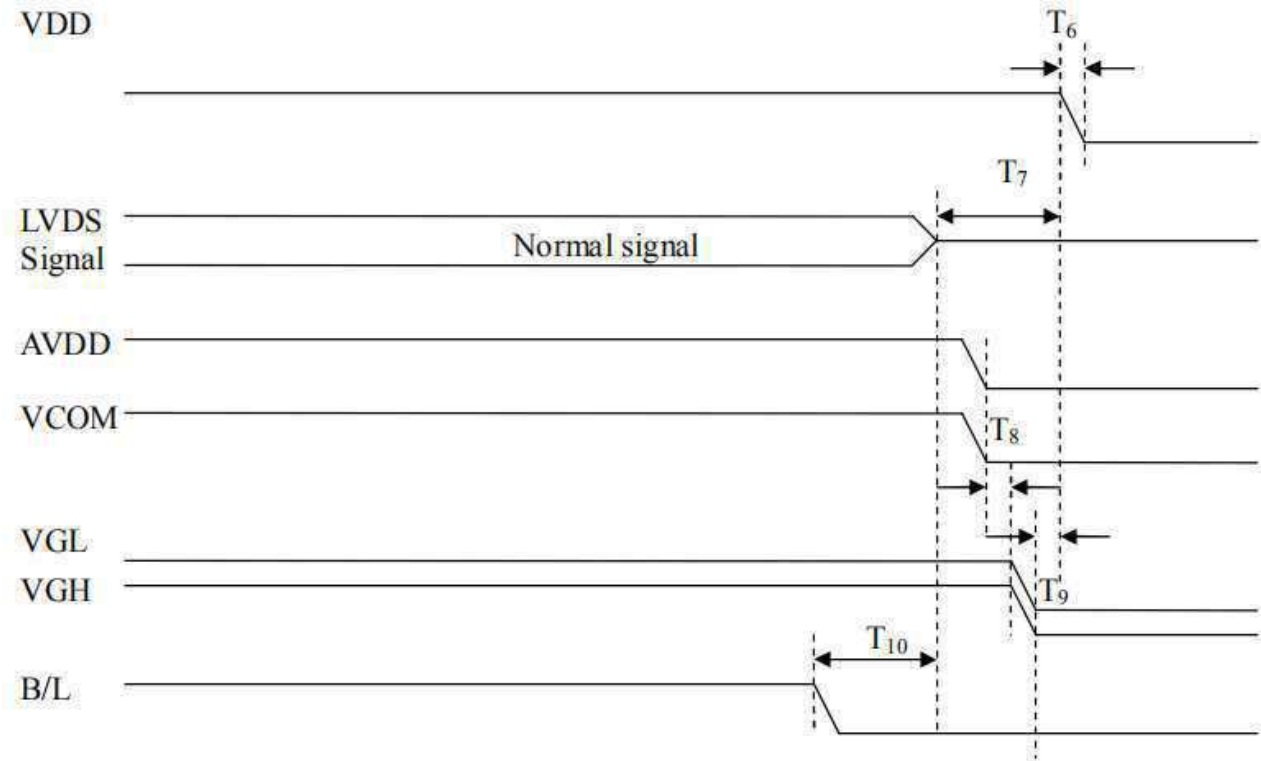 VDD
T6
T7
LVDS
Signal
Normal signal
AVDD
VCOM
T8
VGL
VGH
T9
T10
B/L